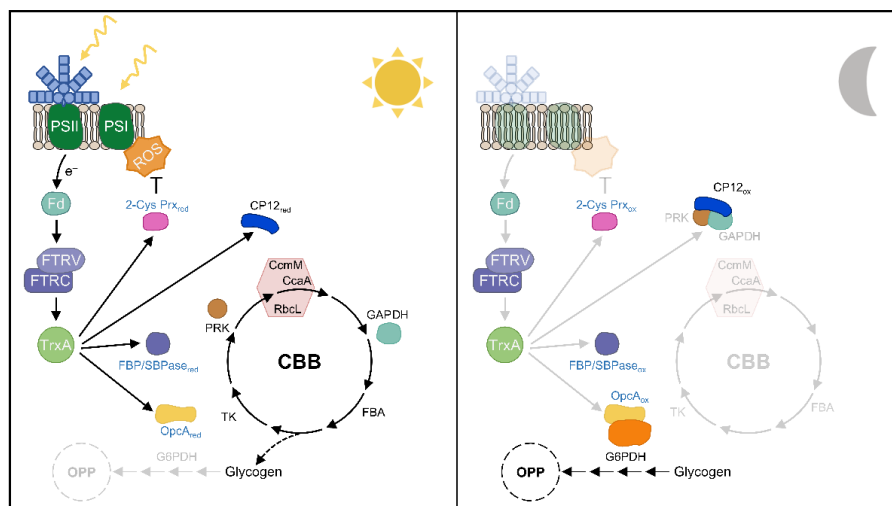 PSII
PSI
ROS
e⁻
Fd
2-Cys Prx_red
CP12_red
FTRV
FTRC
CcmM
CcaA
RbcL
PRK
GAPDH
TrxA
CBB
FBP/SBPase_red
TK
FBA
OpcA_red
OPP
G6PDH
Glycogen
Fd
2-Cys Prx_ox
CP12_ox
PRK
GAPDH
FTRV
FTRC
CcmM
CcaA
RbcL
TrxA
CBB
FBP/SBPase_ox
OpcA_ox
TK
FBA
G6PDH
OPP
Glycogen